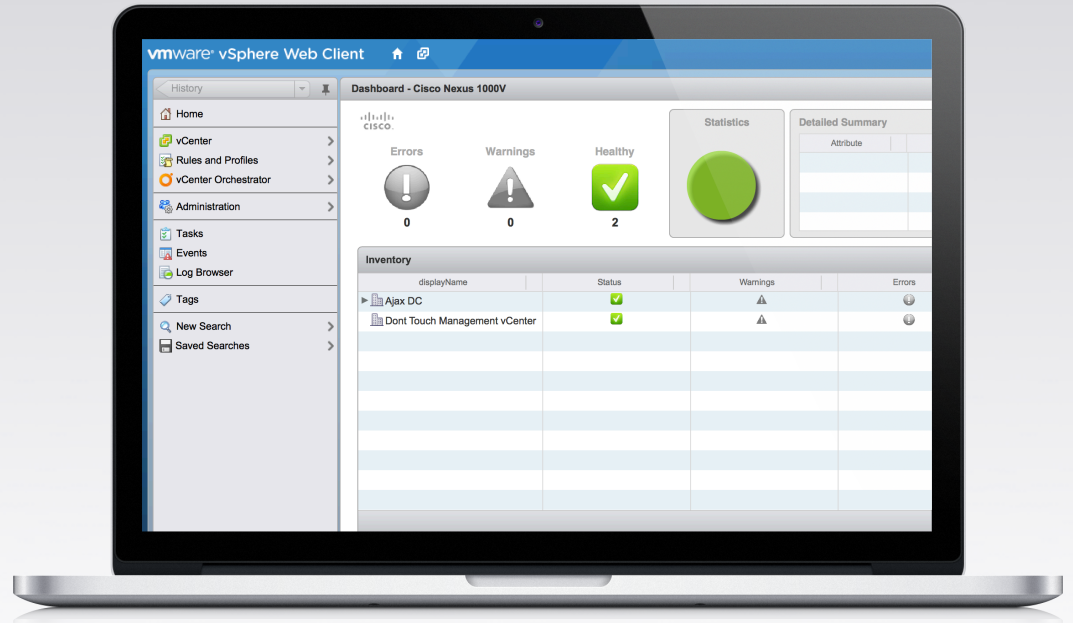 vmware® vSphere Web Client
History
Home
vCenter
Rules and Profiles
vCenter Orchestrator
Administration
Tasks
Events
Log Browser
Tags
New Search
Saved Searches
Dashboard - Cisco Nexus 1000V
CISCO.
Errors
0
Warnings
0
Healthy
2
Statistics
Detailed Summary
Attribute
Inventory
displayName Status Warnings Errors
Ajax DC
Dont Touch Management vCenter